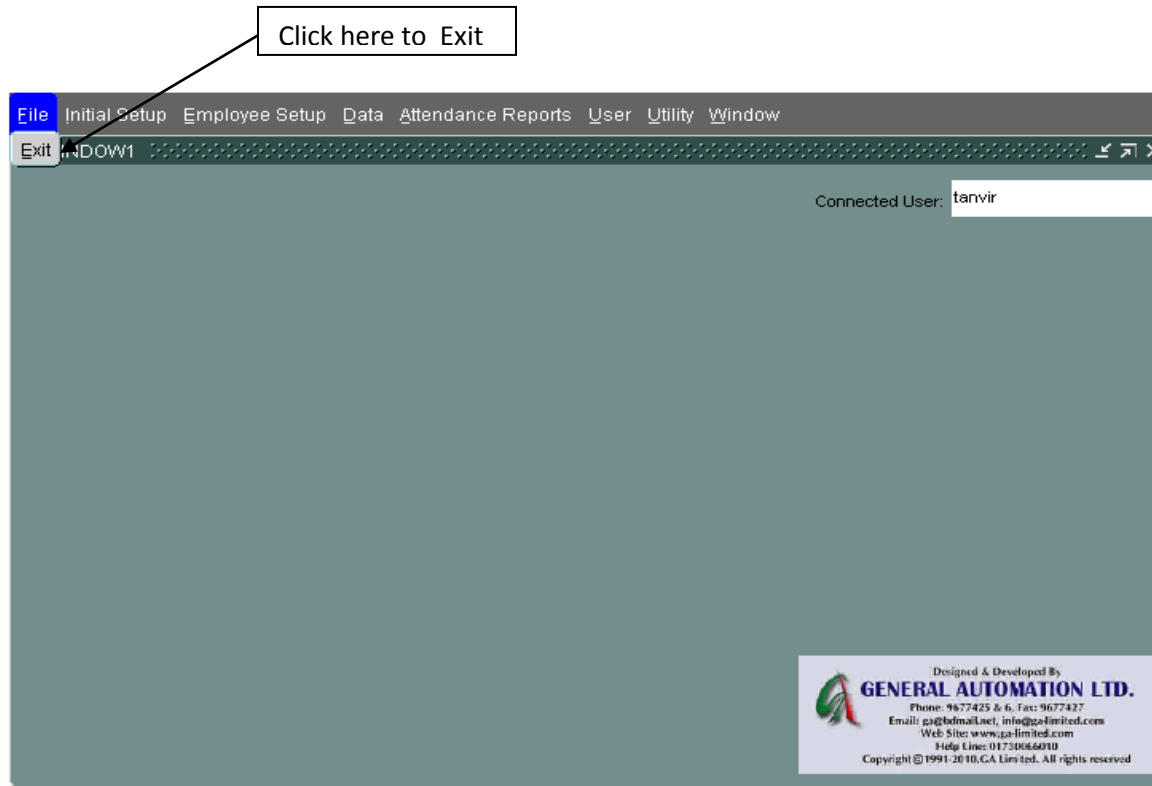 Click here to Exit
File Initial Setup Employee Setup Data Attendance Reports User Utility Window
Exit NDOW1
Connected User: tanvir
Designed & Developed By
GENERAL AUTOMATION LTD.
Phone: 9677425 & 6, Fax: 9677427
Email: ga@bdmail.net, info@ga-limited.com
Web Site: www.ga-limited.com
Help Line: 01730066010
Copyright © 1991-2010.GA Limited. All rights reserved